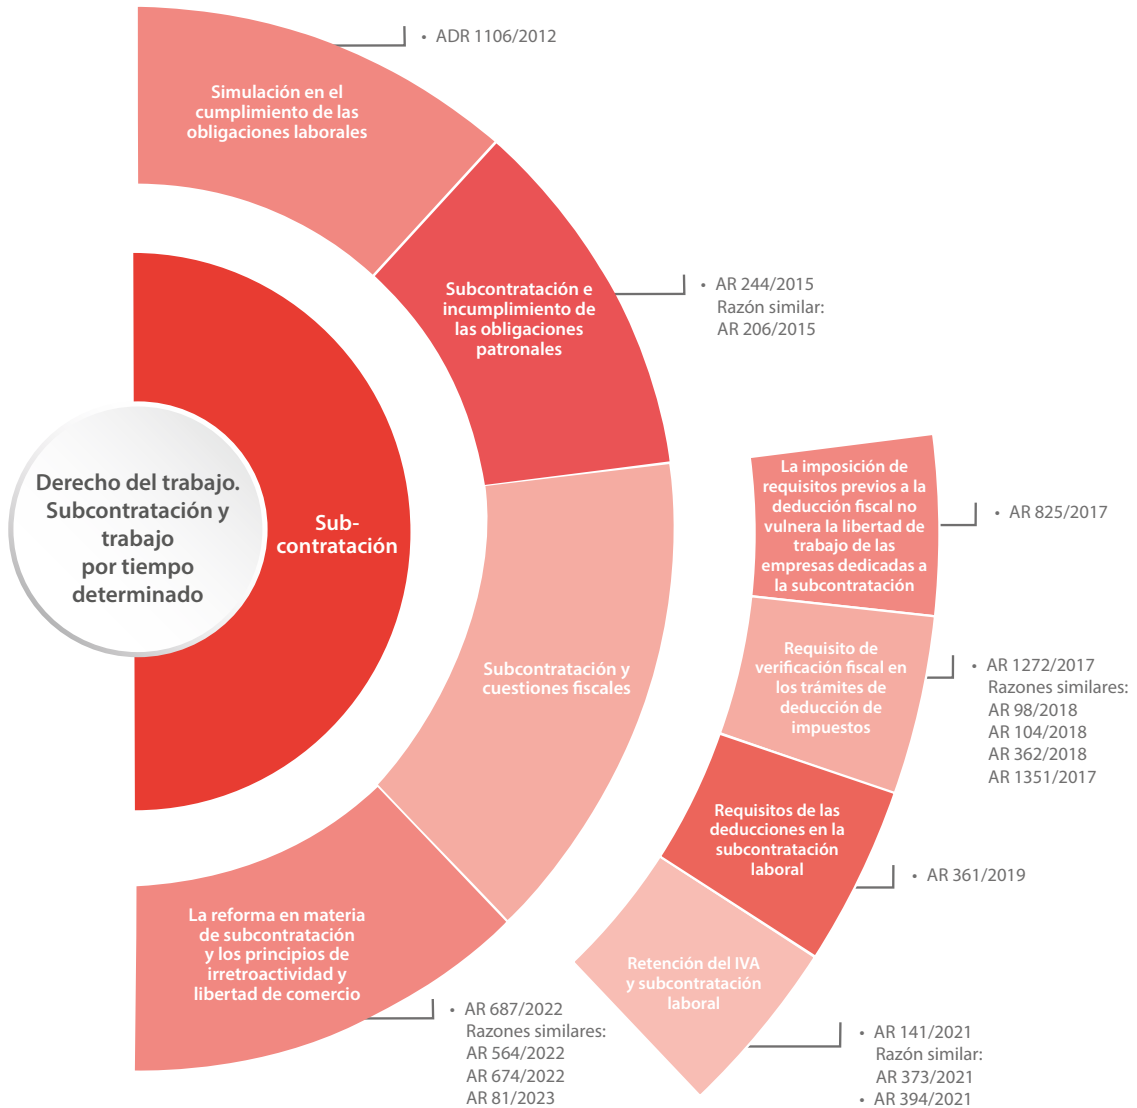 Derecho del trabajo.
Subcontratación y
trabajo
por tiempo
determinado
Sub-
contratación
Simulación en el
cumplimiento de las
obligaciones laborales
• ADR 1106/2012
Subcontratación e
incumplimiento de
las obligaciones
patronales
• AR 244/2015
Razón similar:
AR 206/2015
Subcontratación y
cuestiones fiscales
La imposición de
requisitos previos a la
deducción fiscal no
vulnera la libertad de
trabajo de las
empresas dedicadas a
la subcontratación
• AR 825/2017
Requisito de
verificación fiscal en
los trámites de
deducción de
impuestos
• AR 1272/2017
Razones similares:
AR 98/2018
AR 104/2018
AR 362/2018
AR 1351/2017
Requisitos de las
deducciones en la
subcontratación
laboral
• AR 361/2019
Retención del IVA
y subcontratación
laboral
• AR 141/2021
Razón similar:
AR 373/2021
• AR 394/2021
La reforma en materia
de subcontratación
y los principios de
irretroactividad y
libertad de comercio
• AR 687/2022
Razones similares:
AR 564/2022
AR 674/2022
AR 81/2023